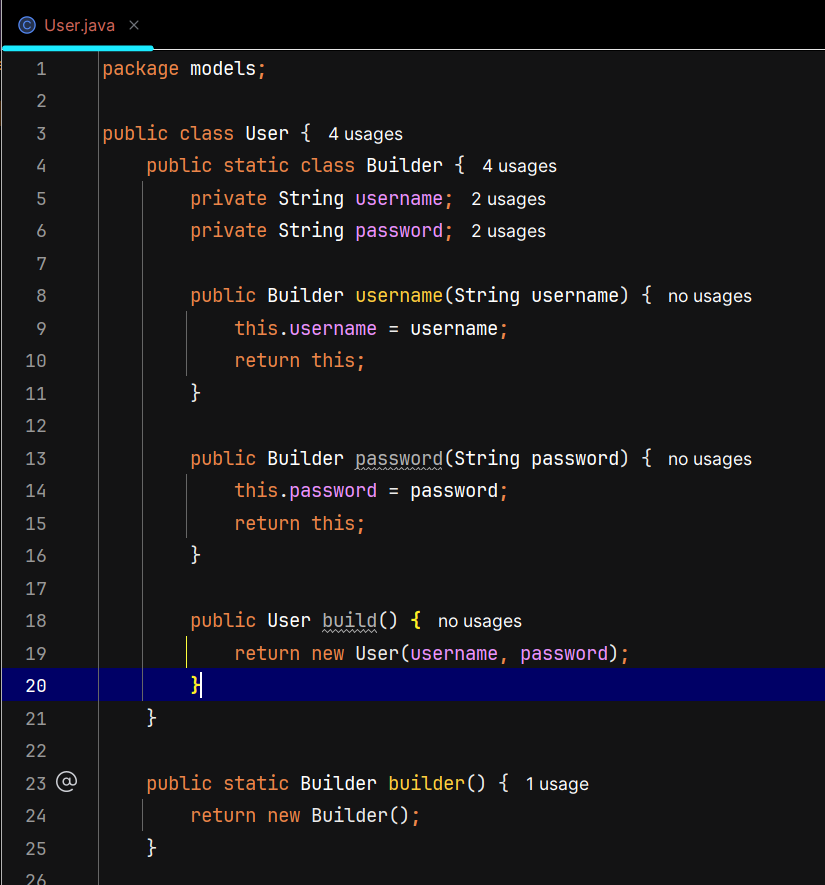 User.java
1 package models;
2
3 public class User { 4 usages
4 public static class Builder { 4 usages
5 private String username; 2 usages
6 private String password; 2 usages
7
8 public Builder username(String username) { no usages
9 this.username = username;
10 return this;
11 }
12
13 public Builder password(String password) { no usages
14 this.password = password;
15 return this;
16 }
17
18 public User build() { no usages
19 return new User(username, password);
20 }
21 }
22
23 @ public static Builder builder() { 1 usage
24 return new Builder();
25 }
26